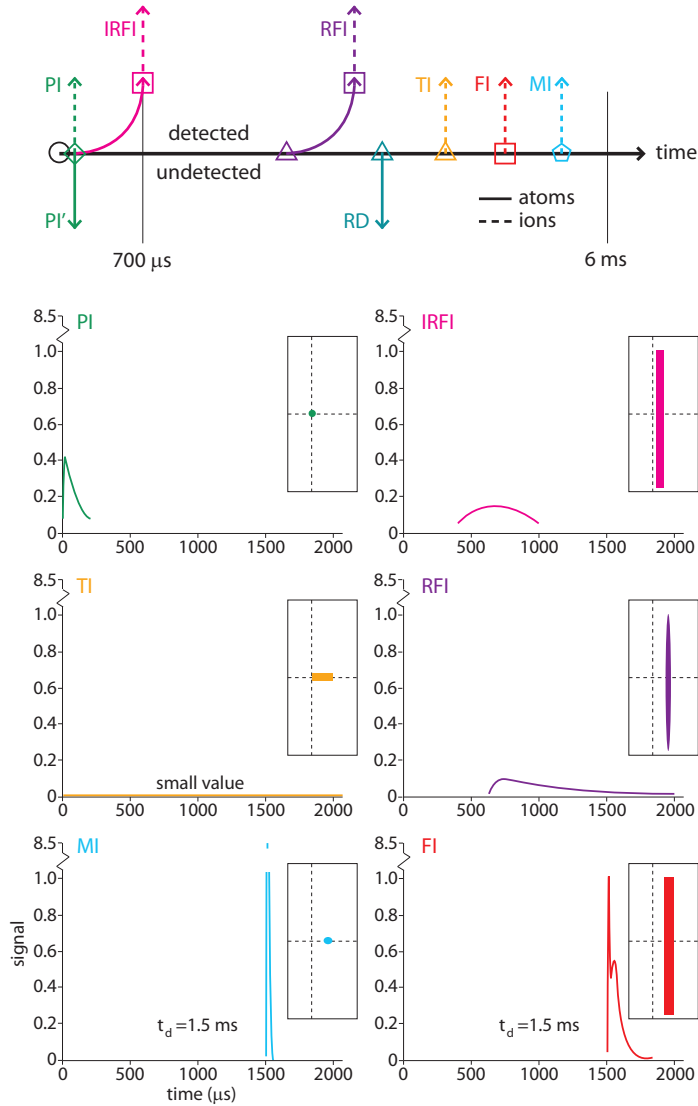 IRFI RFI
PI TI FI MI
detected
time
undetected
atoms
PI' RD
ions
700 μs 6 ms
8.5 PI
1.0
0.8
0.6
0.4
0.2
0
0 500 1000 1500 2000
8.5 IRFI
1.0
0.8
0.6
0.4
0.2
0
0 500 1000 1500 2000
8.5 TI
1.0
0.8
0.6
0.4
0.2
small value
0
0 500 1000 1500 2000
8.5 RFI
1.0
0.8
0.6
0.4
0.2
0
0 500 1000 1500 2000
8.5 MI
1.0
0.8
0.6
signal
0.4
0.2
t_d =1.5 ms
0
0 500 1000 1500 2000
time (μs)
8.5 FI
1.0
0.8
0.6
0.4
0.2
t_d =1.5 ms
0
0 500 1000 1500 2000